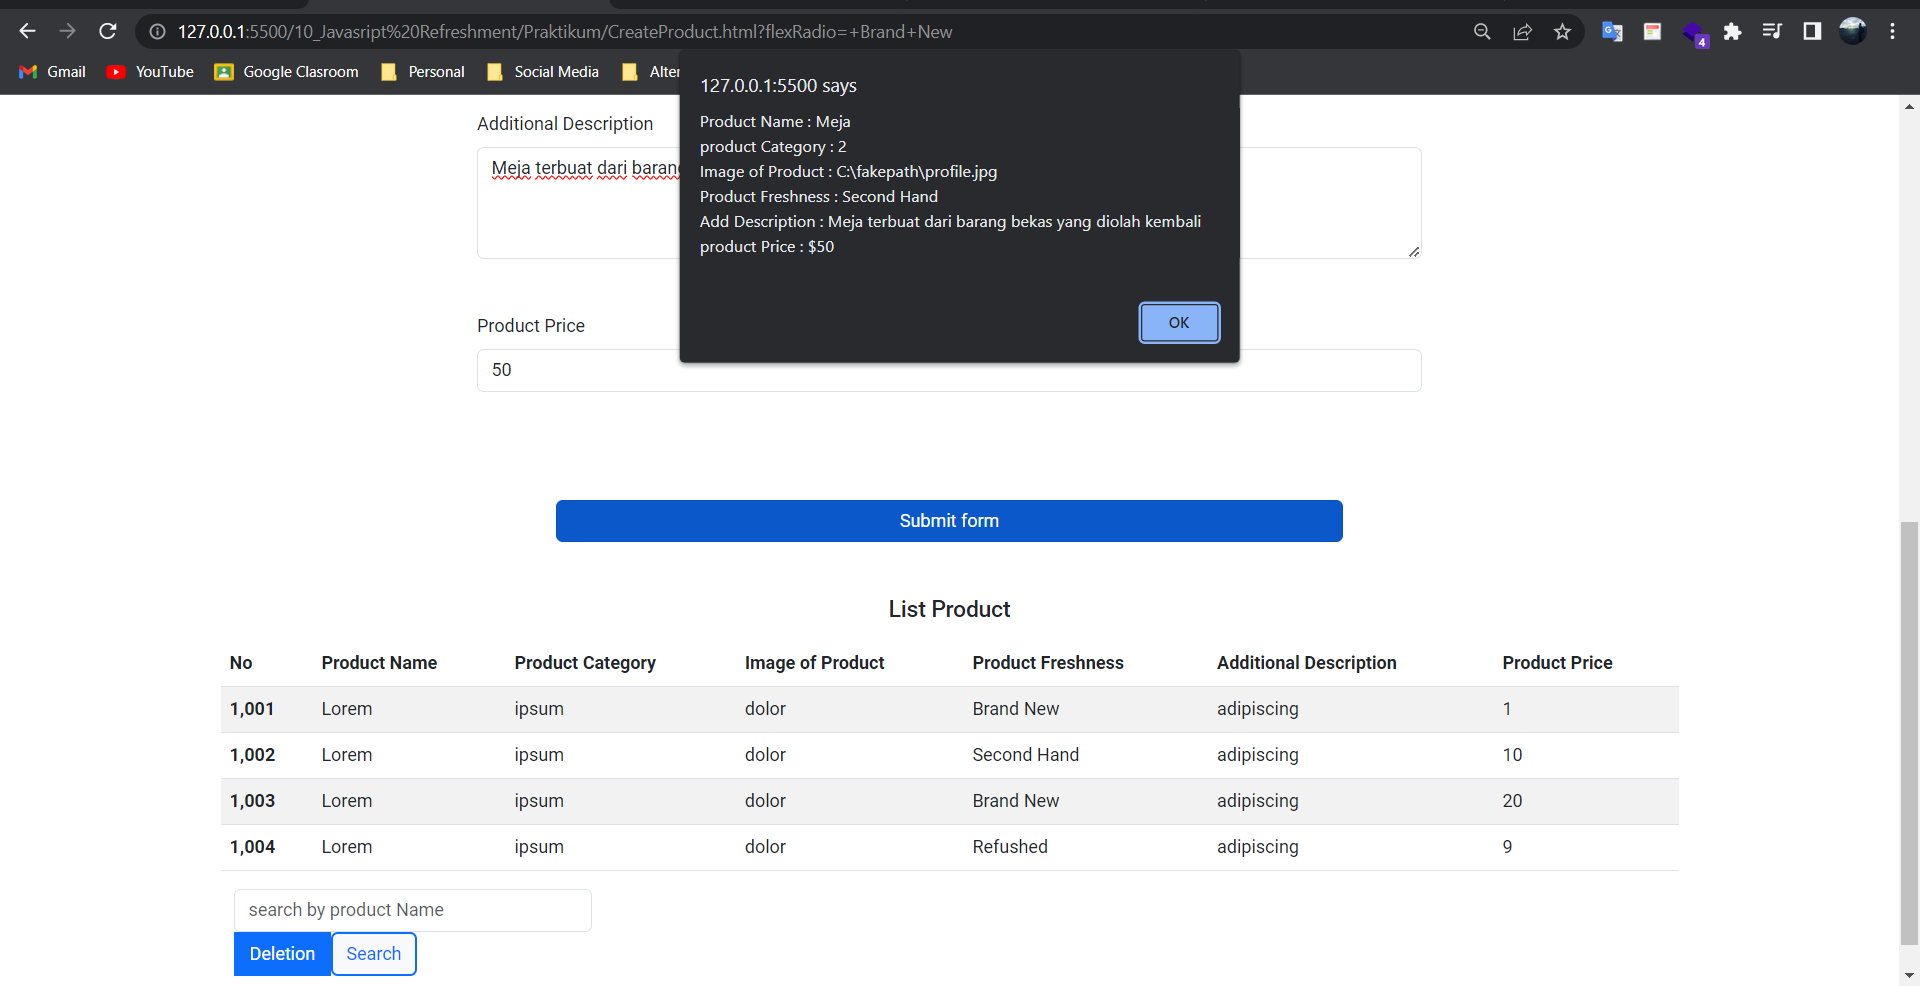 127.0.0.1:5500/10_Javasript%20Refreshment/Praktikum/CreateProduct.html?flexRadio=+Brand+New
4
Gmail YouTube Google Clasroom Personal Social Media Alter
127.0.0.1:5500 says
Product Name : Meja
product Category : 2
Image of Product : C:\fakepath\profile.jpg
Product Freshness : Second Hand
Add Description : Meja terbuat dari barang bekas yang diolah kembali
product Price : $50
OK
Additional Description
Meja terbuat dari barang
Product Price
50
Submit form
List Product
No Product Name Product Category Image of Product Product Freshness Additional Description Product Price
1,001 Lorem ipsum dolor Brand New adipiscing 1
1,002 Lorem ipsum dolor Second Hand adipiscing 10
1,003 Lorem ipsum dolor Brand New adipiscing 20
1,004 Lorem ipsum dolor Refushed adipiscing 9
search by product Name
Deletion Search